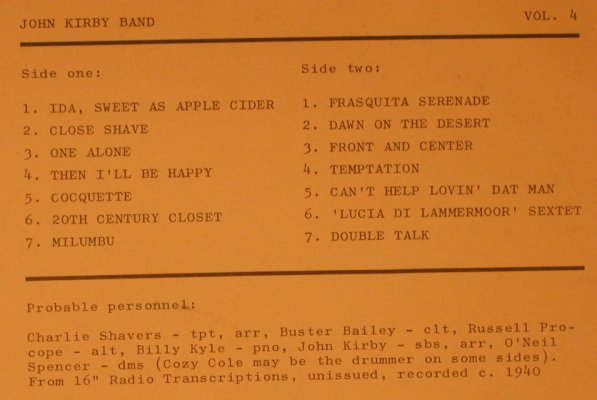 JOHN KIRBY BAND VOL. 4
Side one:
1. IDA, SWEET AS APPLE CIDER
2. CLOSE SHAVE
3. ONE ALONE
4. THEN I'LL BE HAPPY
5. COCQUETTE
6. 20TH CENTURY CLOSET
7. MILUMBU
Side two:
1. FRASQUITA SERENADE
2. DAWN ON THE DESERT
3. FRONT AND CENTER
4. TEMPTATION
5. CAN'T HELP LOVIN' DAT MAN
6. 'LUCIA DI LAMMERMOOR' SEXTET
7. DOUBLE TALK
Probable personnel:
Charlie Shavers - tpt, arr, Buster Bailey - clt, Russell Pro-
cope - alt, Billy Kyle - pno, John Kirby - sbs, arr, O'Neil
Spencer - dms (Cozy Cole may be the drummer on some sides).
From 16" Radio Transcriptions, unissued, recorded c. 1940